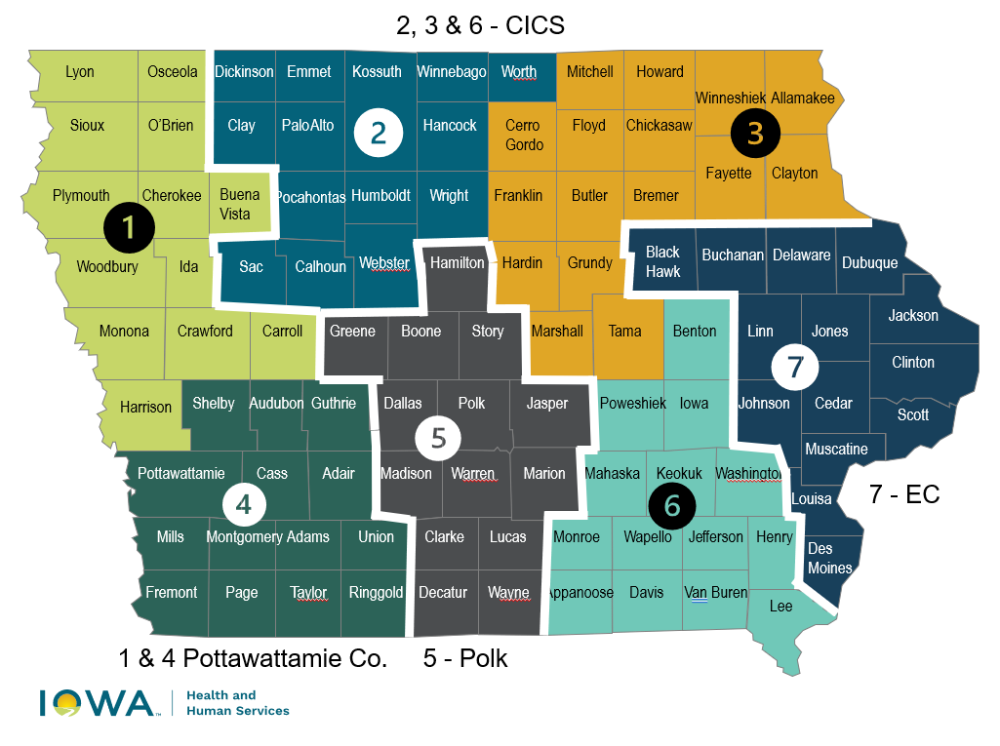 2, 3 & 6 - CICS
Lyon
Osceola
Dickinson
Emmet
Kossuth
Winnebago
Worth
Mitchell
Howard
Winneshiek
Allamakee
Sioux
O'Brien
Clay
Palo Alto
2
Hancock
Cerro
Gordo
Floyd
Chickasaw
3
Fayette
Clayton
Plymouth
Cherokee
Buena
Vista
Pocahontas
Humboldt
Wright
Franklin
Butler
Bremer
1
Woodbury
Ida
Sac
Calhoun
Webster
Hamilton
Hardin
Grundy
Black
Hawk
Buchanan
Delaware
Dubuque
Monona
Crawford
Carroll
Greene
Boone
Story
Marshall
Tama
Benton
Linn
Jones
Jackson
7
Clinton
Harrison
Shelby
Audubon
Guthrie
Dallas
Polk
Jasper
Poweshiek
Iowa
Johnson
Cedar
Scott
5
Muscatine
Pottawattamie
Cass
Adair
Madison
Warren
Marion
Mahaska
Keokuk
Washington
Louisa
7 - EC
4
6
Mills
Montgomery
Adams
Union
Clarke
Lucas
Monroe
Wapello
Jefferson
Henry
Des
Moines
Fremont
Page
Taylor
Ringgold
Decatur
Wayne
Appanoose
Davis
Van Buren
Lee
1 & 4 Pottawattamie Co.
5 - Polk
IOWA™
Health and
Human Services